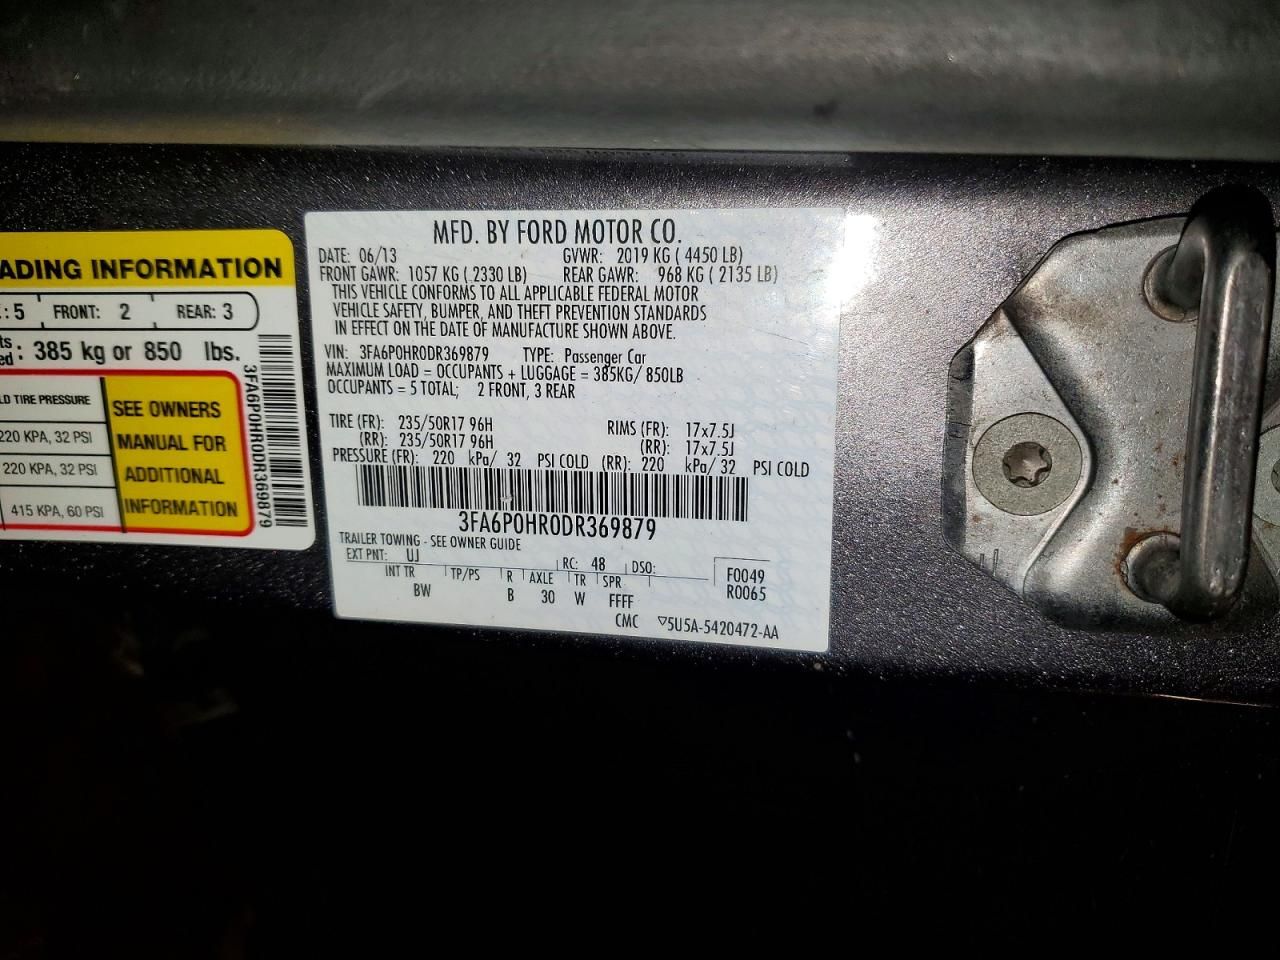 ADING INFORMATION
: 5 FRONT: 2 REAR: 3
: 385 kg or 850 lbs.
TIRE PRESSURE
220 KPA, 32 PSI
220 KPA, 32 PSI
415 KPA, 60 PSI
SEE OWNERS
MANUAL FOR
ADDITIONAL
INFORMATION
3FA6P0HR0DR369879
MFD. BY FORD MOTOR CO.
DATE: 06/13 GVWR: 2019 KG ( 4450 LB)
FRONT GAWR: 1057 KG ( 2330 LB) REAR GAWR: 968 KG ( 2135 LB)
THIS VEHICLE CONFORMS TO ALL APPLICABLE FEDERAL MOTOR
VEHICLE SAFETY, BUMPER, AND THEFT PREVENTION STANDARDS
IN EFFECT ON THE DATE OF MANUFACTURE SHOWN ABOVE.
VIN: 3FA6P0HR0DR369879 TYPE: Passenger Car
MAXIMUM LOAD = OCCUPANTS + LUGGAGE = 385KG/ 850LB
OCCUPANTS = 5 TOTAL; 2 FRONT, 3 REAR
TIRE (FR): 235/50R17 96H RIMS (FR): 17x7.5J
(RR): 235/50R17 96H (RR): 17x7.5J
PRESSURE (FR): 220 kPa/ 32 PSI COLD (RR): 220 kPa/ 32 PSI COLD
3FA6P0HR0DR369879
TRAILER TOWING - SEE OWNER GUIDE
EXT PNT: UJ RC: 48 DSO: F0049
INT TR TP/PS R AXLE TR SPR R0065
BW B 30 W FFFF
CMC ▽5U5A-5420472-AA